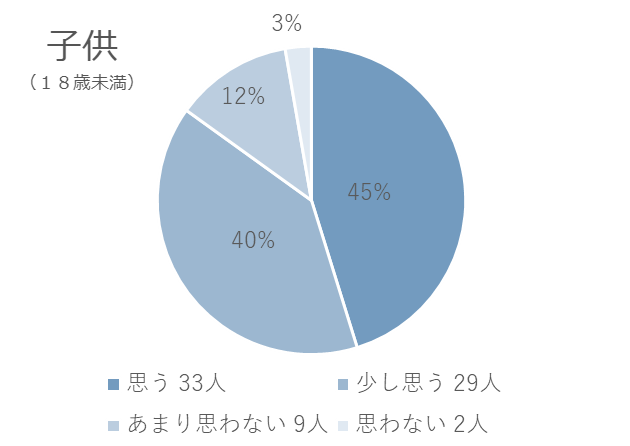 子供
（１８歳未満）
3%
12%
45%
40%
思う 33人
少し思う 29人
あまり思わない 9人
思わない 2人